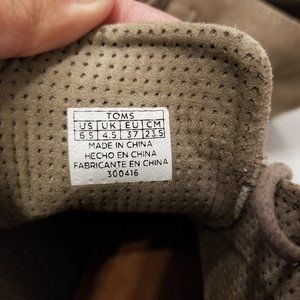 TOMS
US UK EU CM
6.5 4.5 37 23.5
MADE IN CHINA
HECHO EN CHINA
FABRICANTE EN CHINA
300416